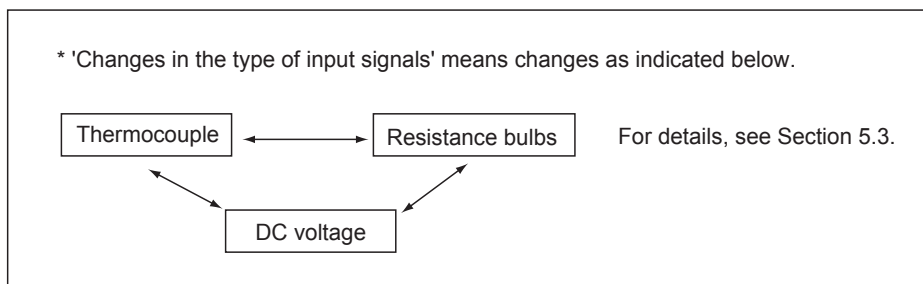 * 'Changes in the type of input signals' means changes as indicated below.
Thermocouple
Resistance bulbs
For details, see Section 5.3.
DC voltage